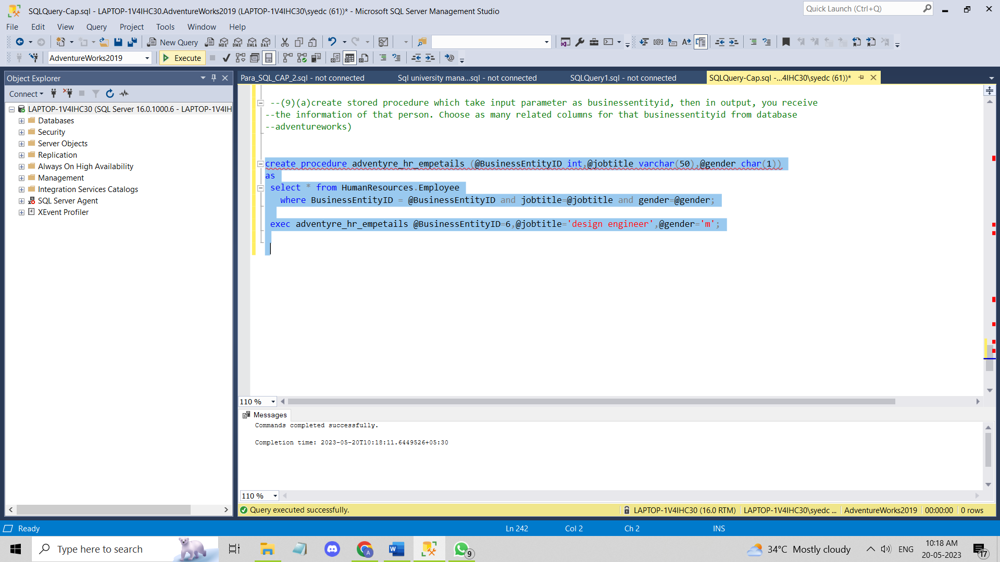 SQLQuery-Cap.sql - LAPTOP-1V4IHC30.AdventureWorks2019 (LAPTOP-1V4IHC30\syedc (61))* - Microsoft SQL Server Management Studio
Quick Launch (Ctrl+Q)
File Edit View Query Project Tools Window Help
New Query MDX DMX XMLA DAX
AdventureWorks2019 Execute
Object Explorer
Para_SQL_CAP_2.sql - not connected Sql university mana...sql - not connected SQLQuery1.sql - not connected SQLQuery-Cap.sql -...4IHC30\syedc (61))*
Connect
LAPTOP-1V4IHC30 (SQL Server 16.0.1000.6 - LAPTOP-1V4IH
Databases
Security
Server Objects
Replication
Always On High Availability
Management
Integration Services Catalogs
SQL Server Agent
XEvent Profiler
--(9)(a)create stored procedure which take input parameter as businessentityid, then in output, you receive
--the information of that person. Choose as many related columns for that businessentityid from database
--adventureworks)
create procedure adventyre_hr_empetails (@BusinessEntityID int,@jobtitle varchar(50),@gender char(1))
as
select * from HumanResources.Employee
where BusinessEntityID = @BusinessEntityID and jobtitle=@jobtitle and gender=@gender;
exec adventyre_hr_empetails @BusinessEntityID=6,@jobtitle='design engineer',@gender='m';
110 %
Messages
Commands completed successfully.
Completion time: 2023-05-20T10:18:11.6449526+05:30
110 %
Query executed successfully. LAPTOP-1V4IHC30 (16.0 RTM) LAPTOP-1V4IHC30\syedc ... AdventureWorks2019 00:00:00 0 rows
Ready Ln 242 Col 2 Ch 2 INS
Type here to search
9
34°C Mostly cloudy
ENG
10:18 AM
20-05-2023
17